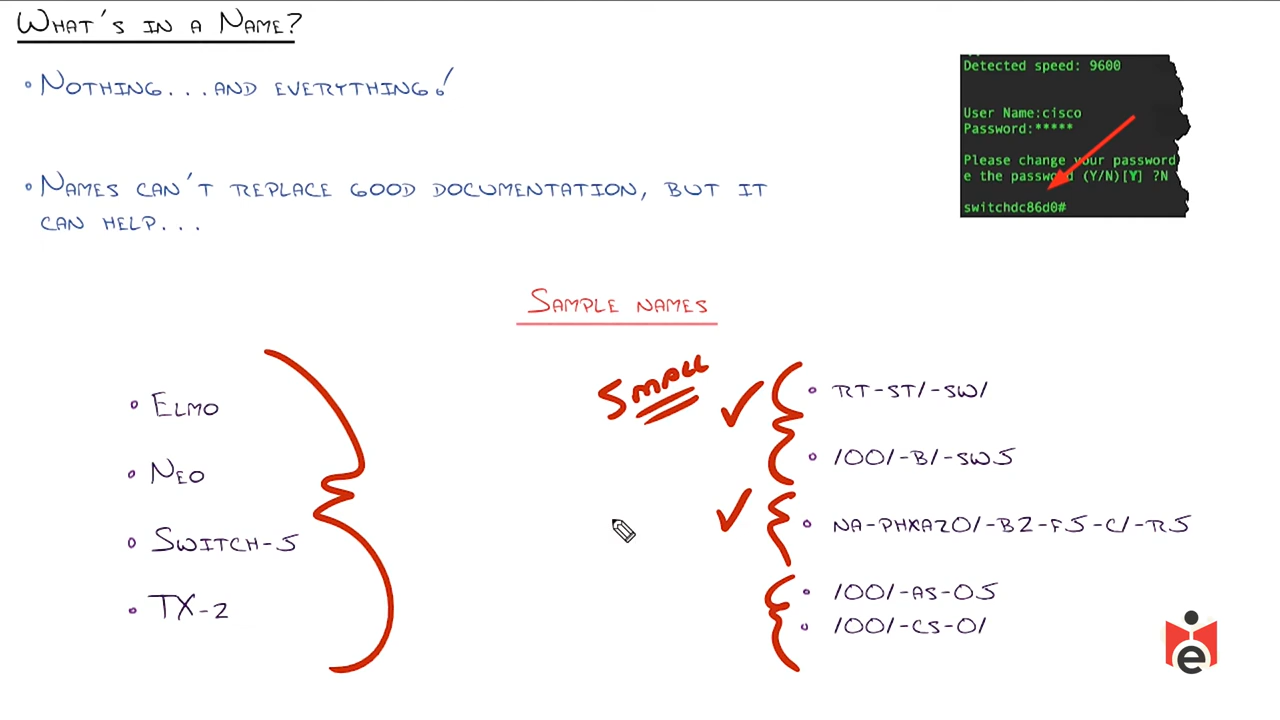 What's in a Name?
Nothing...and everything!
Detected speed: 9600
User Name:cisco
Password:*****
Please change your password
e the password (Y/N)[Y] ?N
switchdc86d0#
Names can't replace good documentation, but it
can help...
Sample names
Small
Elmo
Neo
Switch-5
TX-2
RT-ST1-SW1
1001-B1-SW5
NA-PHXAZ01-B2-F5-C1-R5
1001-AS-05
1001-CS-01
e